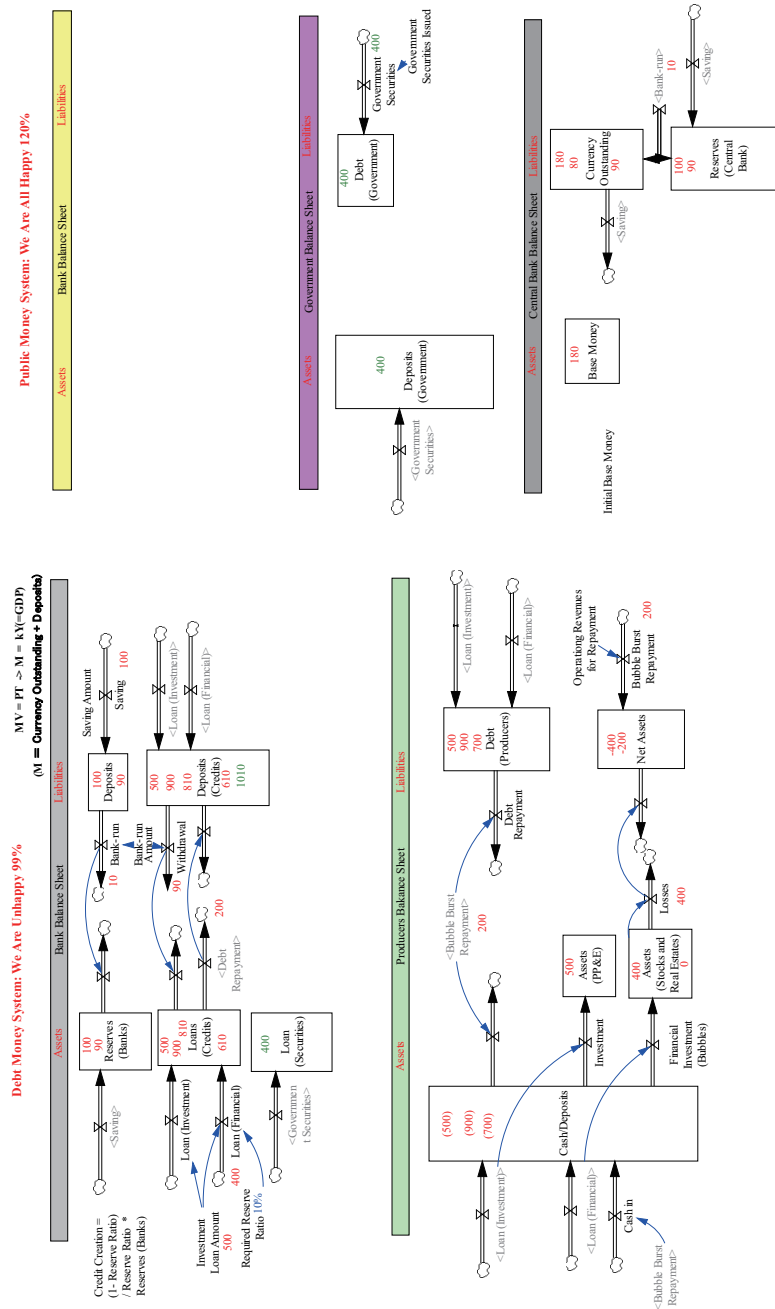 Debt Money System: We Are Unhappy 99%
MV = PT -> M = kY(=GDP)
(M = Currency Outstanding + Deposits)
Assets
Bank Balance Sheet
Liabilities
Credit Creation =
(1- Reserve Ratio)
/ Reserve Ratio *
Reserves (Banks)
<Saving>
100
90
Reserves
(Banks)
10
Bank-run
100
Deposits
90
Saving Amount
Saving
100
Bank-run
Amount
Loan (Investment)
Investment
Loan Amount
500
400
Loan (Financial)
Required Reserve
Ratio 10%
500
900 810
Loans
(Credits)
610
90
Withdrawal
<Debt
Repayment>
200
500
900
810
Deposits
(Credits)
610
1010
<Loan (Investment)>
<Loan (Financial)>
<Governmen
t Securities>
400
Loan
(Securities)
Assets
Producers Bakance Sheet
Liabilities
<Loan (Investment)>
<Loan (Financial)>
Cash in
<Bubble Burst
Repayment>
(500)
(900)
(700)
Cash/Deposits
<Bubble Burst
Repayment>
200
Debt
Repayment
500
900
700
Debt
(Producers)
<Loan (Investment)>
<Loan (Financial)>
Investment
500
Assets
(PP&E)
Financial
Investment
(Bubbles)
400
Assets
(Stocks and
Real Estates)
0
Losses
400
-400
-200
Net Assets
Operationg Revenues
for Repayment
Bubble Burst
Repayment
200
Public Money System: We Are All Happy 120%
Assets
Bank Balance Sheet
Liabilities
Assets
Government Balance Sheet
Liabilities
<Government
Securities>
400
Deposits
(Government)
400
Debt
(Government)
Government
Securities
400
Government
Securities Issued
Assets
Central Bank Balance Sheet
Liabilities
Initial Base Money
180
Base Money
<Saving>
180
80
Currency
Outstanding
90
<Bank-run>
10
100
90
Reserves
(Central
Bank)
<Saving>